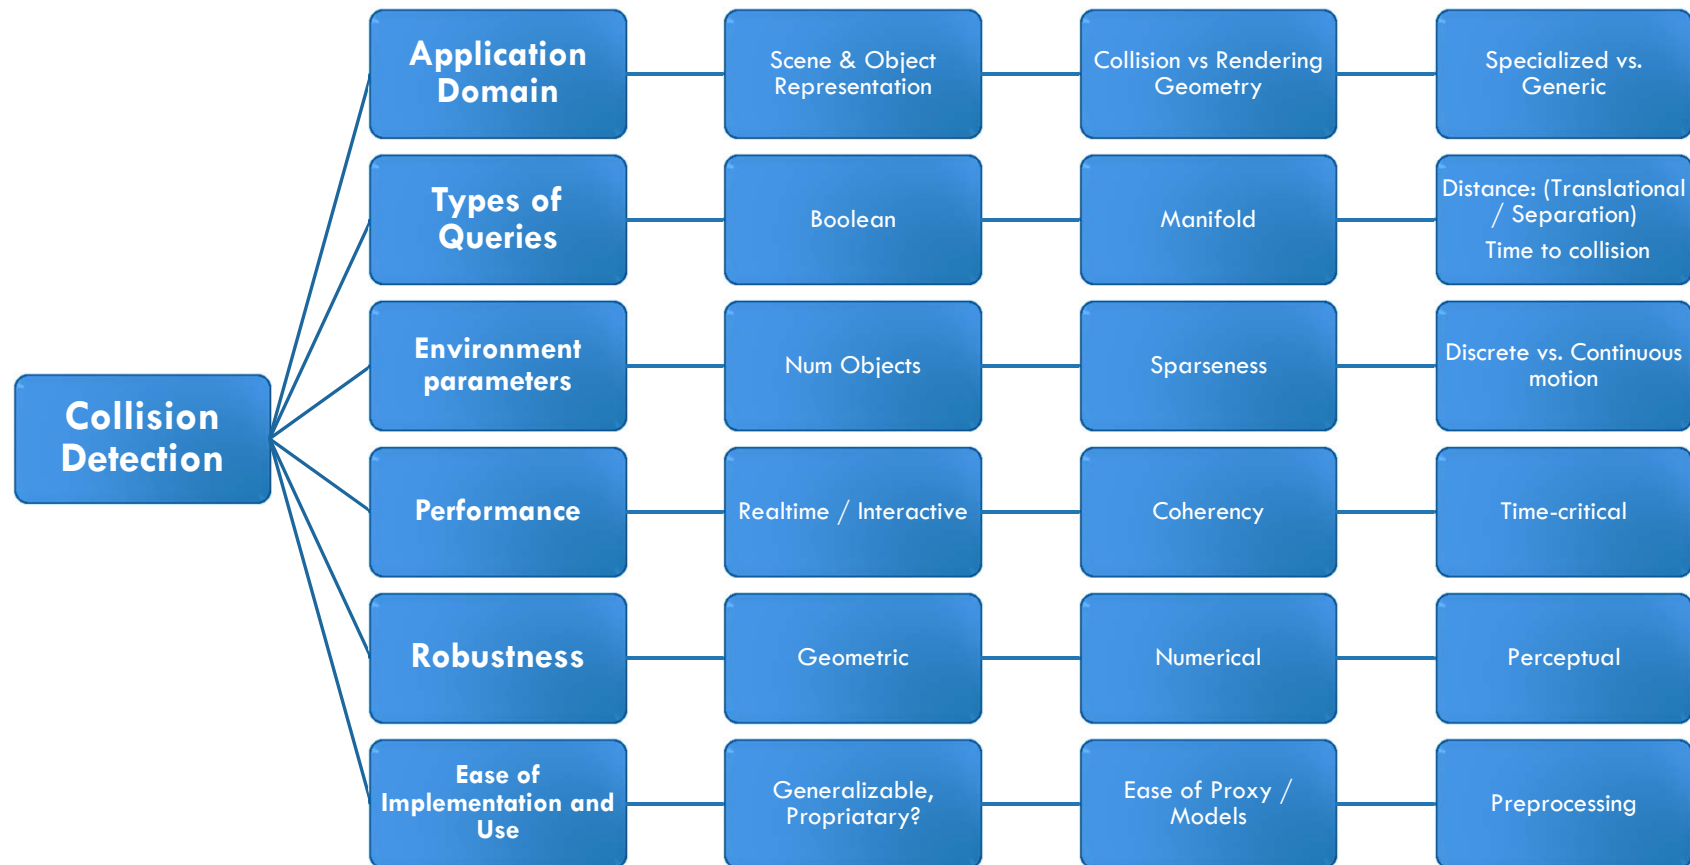 Collision
Detection
Application
Domain
Scene & Object
Representation
Collision vs Rendering
Geometry
Specialized vs.
Generic
Types of
Queries
Boolean
Manifold
Distance: (Translational
/ Separation)
Time to collision
Environment
parameters
Num Objects
Sparseness
Discrete vs. Continuous
motion
Performance
Realtime / Interactive
Coherency
Time-critical
Robustness
Geometric
Numerical
Perceptual
Ease of
Implementation and
Use
Generalizable,
Propriatary?
Ease of Proxy /
Models
Preprocessing